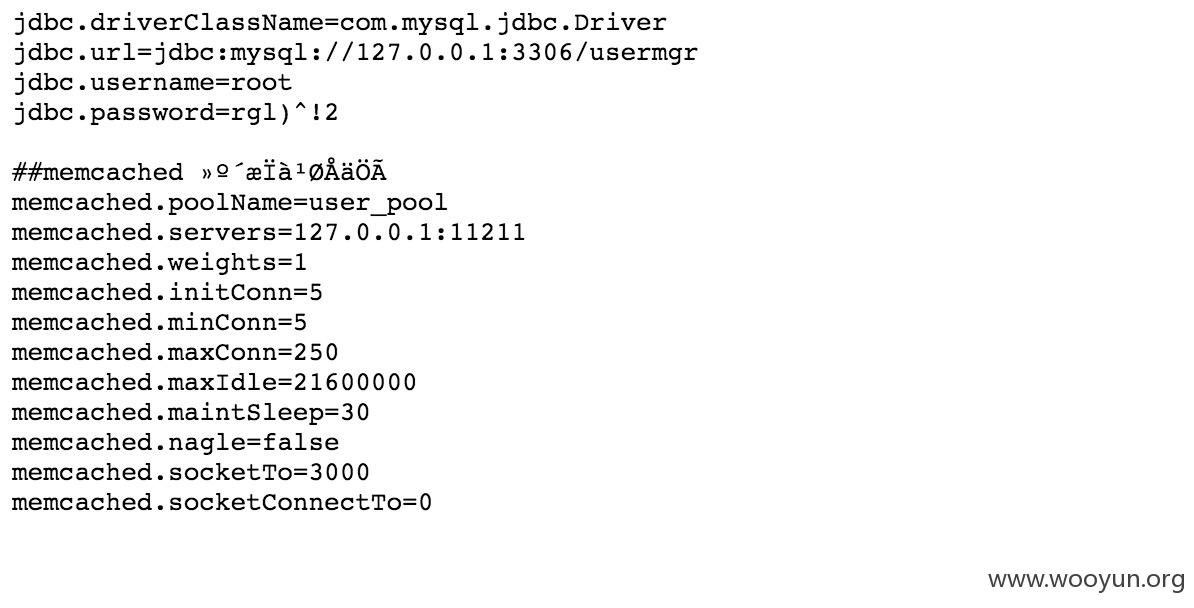 jdbc.driverClassName=com.mysql.jdbc.Driver
jdbc.url=jdbc:mysql://127.0.0.1:3306/usermgr
jdbc.username=root
jdbc.password=rgl)^!2
##memcached »º´æÏà¹ØÅäÖÃ
memcached.poolName=user_pool
memcached.servers=127.0.0.1:11211
memcached.weights=1
memcached.initConn=5
memcached.minConn=5
memcached.maxConn=250
memcached.maxIdle=21600000
memcached.maintSleep=30
memcached.nagle=false
memcached.socketTo=3000
memcached.socketConnectTo=0
www.wooyun.org